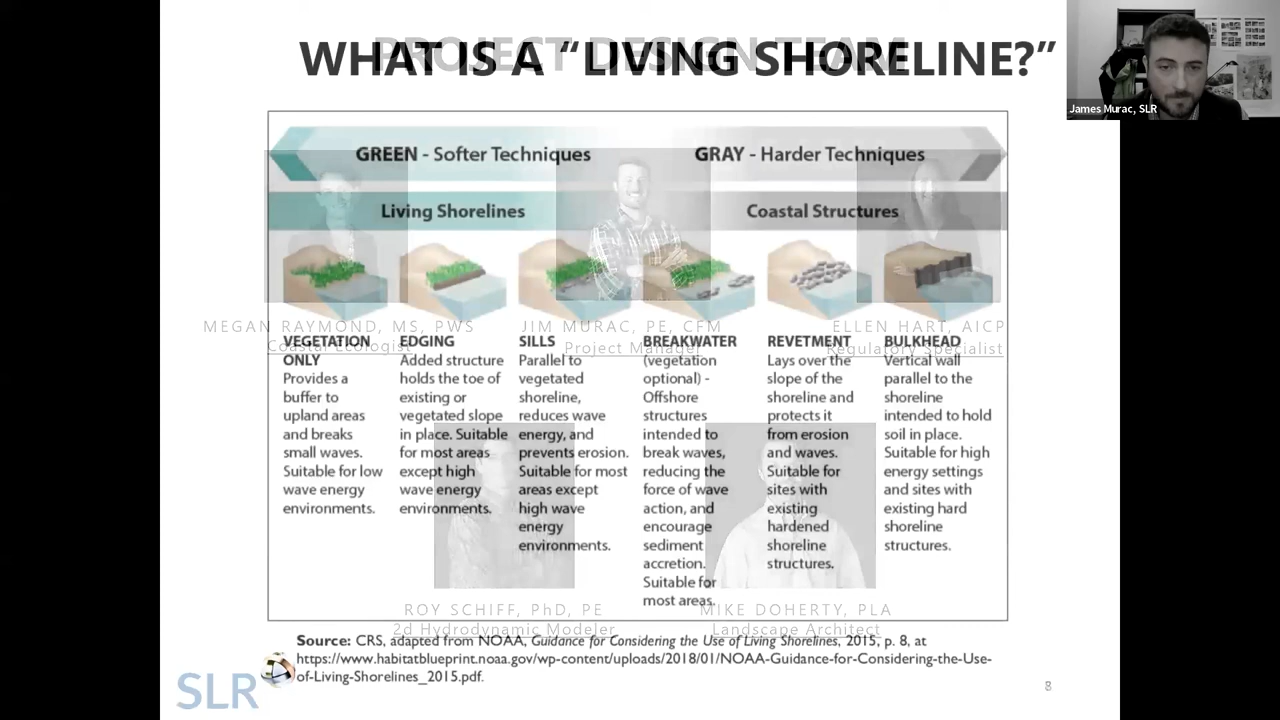 WHAT IS A “LIVING SHORELINE?”
PROJECT DESIGN TEAM
James Murac, SLR
GREEN - Softer Techniques
GRAY - Harder Techniques
Living Shorelines
Coastal Structures
MEGAN RAYMOND, MS, PWS
Coastal Ecologist
JIM MURAC, PE, CFM
Project Manager
ELLEN HART, AICP
Regulatory Specialist
VEGETATION
ONLY
Provides a
buffer to
upland areas
and breaks
small waves.
Suitable for low
wave energy
environments.
EDGING
Added structure
holds the toe of
existing or
vegetated slope
in place. Suitable
for most areas
except high
wave energy
environments.
SILLS
Parallel to
vegetated
shoreline,
reduces wave
energy, and
prevents erosion.
Suitable for most
areas except
high wave
energy
environments.
BREAKWATER
(vegetation
optional) -
Offshore
structures
intended to
break waves,
reducing the
force of wave
action, and
encourage
sediment
accretion.
Suitable for
most areas.
REVETMENT
Lays over the
slope of the
shoreline and
protects it
from erosion
and waves.
Suitable for
sites with
existing
hardened
shoreline
structures.
BULKHEAD
Vertical wall
parallel to the
shoreline
intended to hold
soil in place.
Suitable for high
energy settings
and sites with
existing hard
shoreline
structures.
ROY SCHIFF, PhD, PE
2d Hydrodynamic Modeler
MIKE DOHERTY, PLA
Landscape Architect
Source: CRS, adapted from NOAA, Guidance for Considering the Use of Living Shorelines, 2015, p. 8, at
https://www.habitatblueprint.noaa.gov/wp-content/uploads/2018/01/NOAA-Guidance-for-Considering-the-Use-
of-Living-Shorelines_2015.pdf.
SLR
8